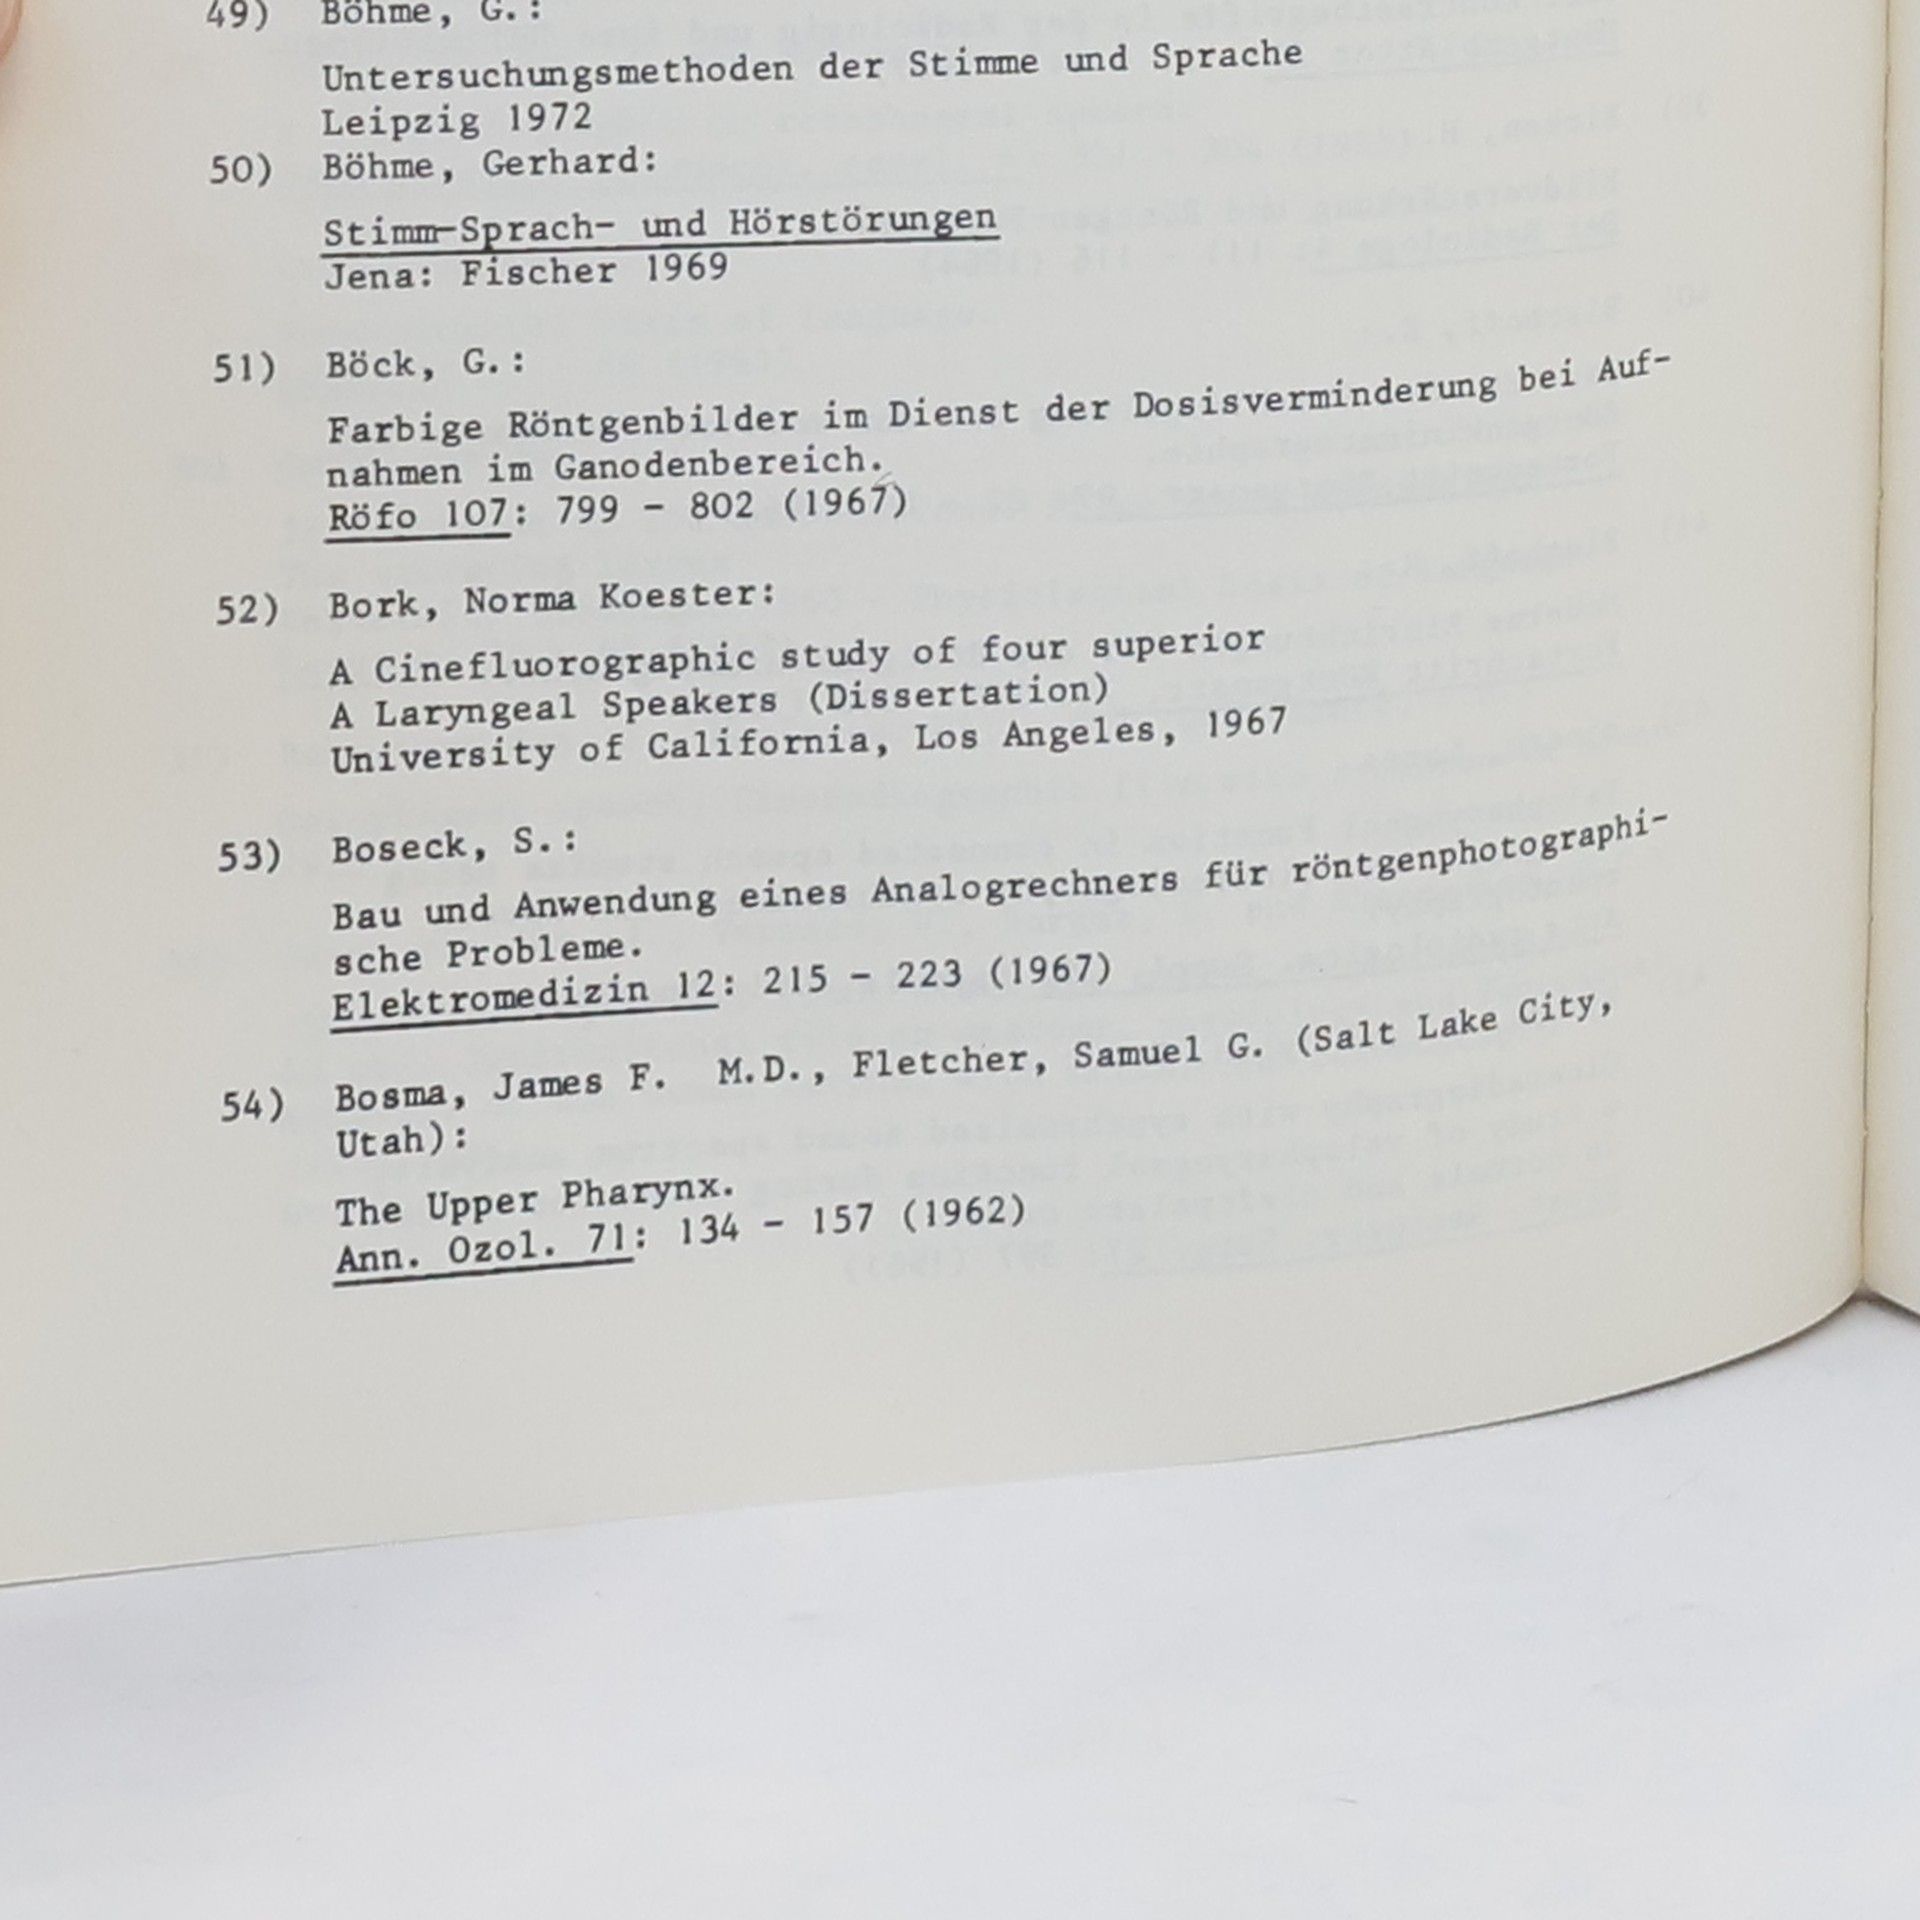 49) Böhme, G.:
Untersuchungsmethoden der Stimme und Sprache
Leipzig 1972
50) Böhme, Gerhard:
Stimm-Sprach- und Hörstörungen
Jena: Fischer 1969
51) Böck, G.:
Farbige Röntgenbilder im Dienst der Dosisverminderung bei Auf-
nahmen im Ganodenbereich.
Röfo 107: 799 - 802 (1967)
52) Bork, Norma Koester:
A Cinefluorographic study of four superior
A Laryngeal Speakers (Dissertation)
University of California, Los Angeles, 1967
53) Boseck, S.:
Bau und Anwendung eines Analogrechners für röntgenphotographi-
sche Probleme.
Elektromedizin 12: 215 - 223 (1967)
54) Bosma, James F. M.D., Fletcher, Samuel G. (Salt Lake City,
Utah):
The Upper Pharynx.
Ann. Ozol. 71: 134 - 157 (1962)